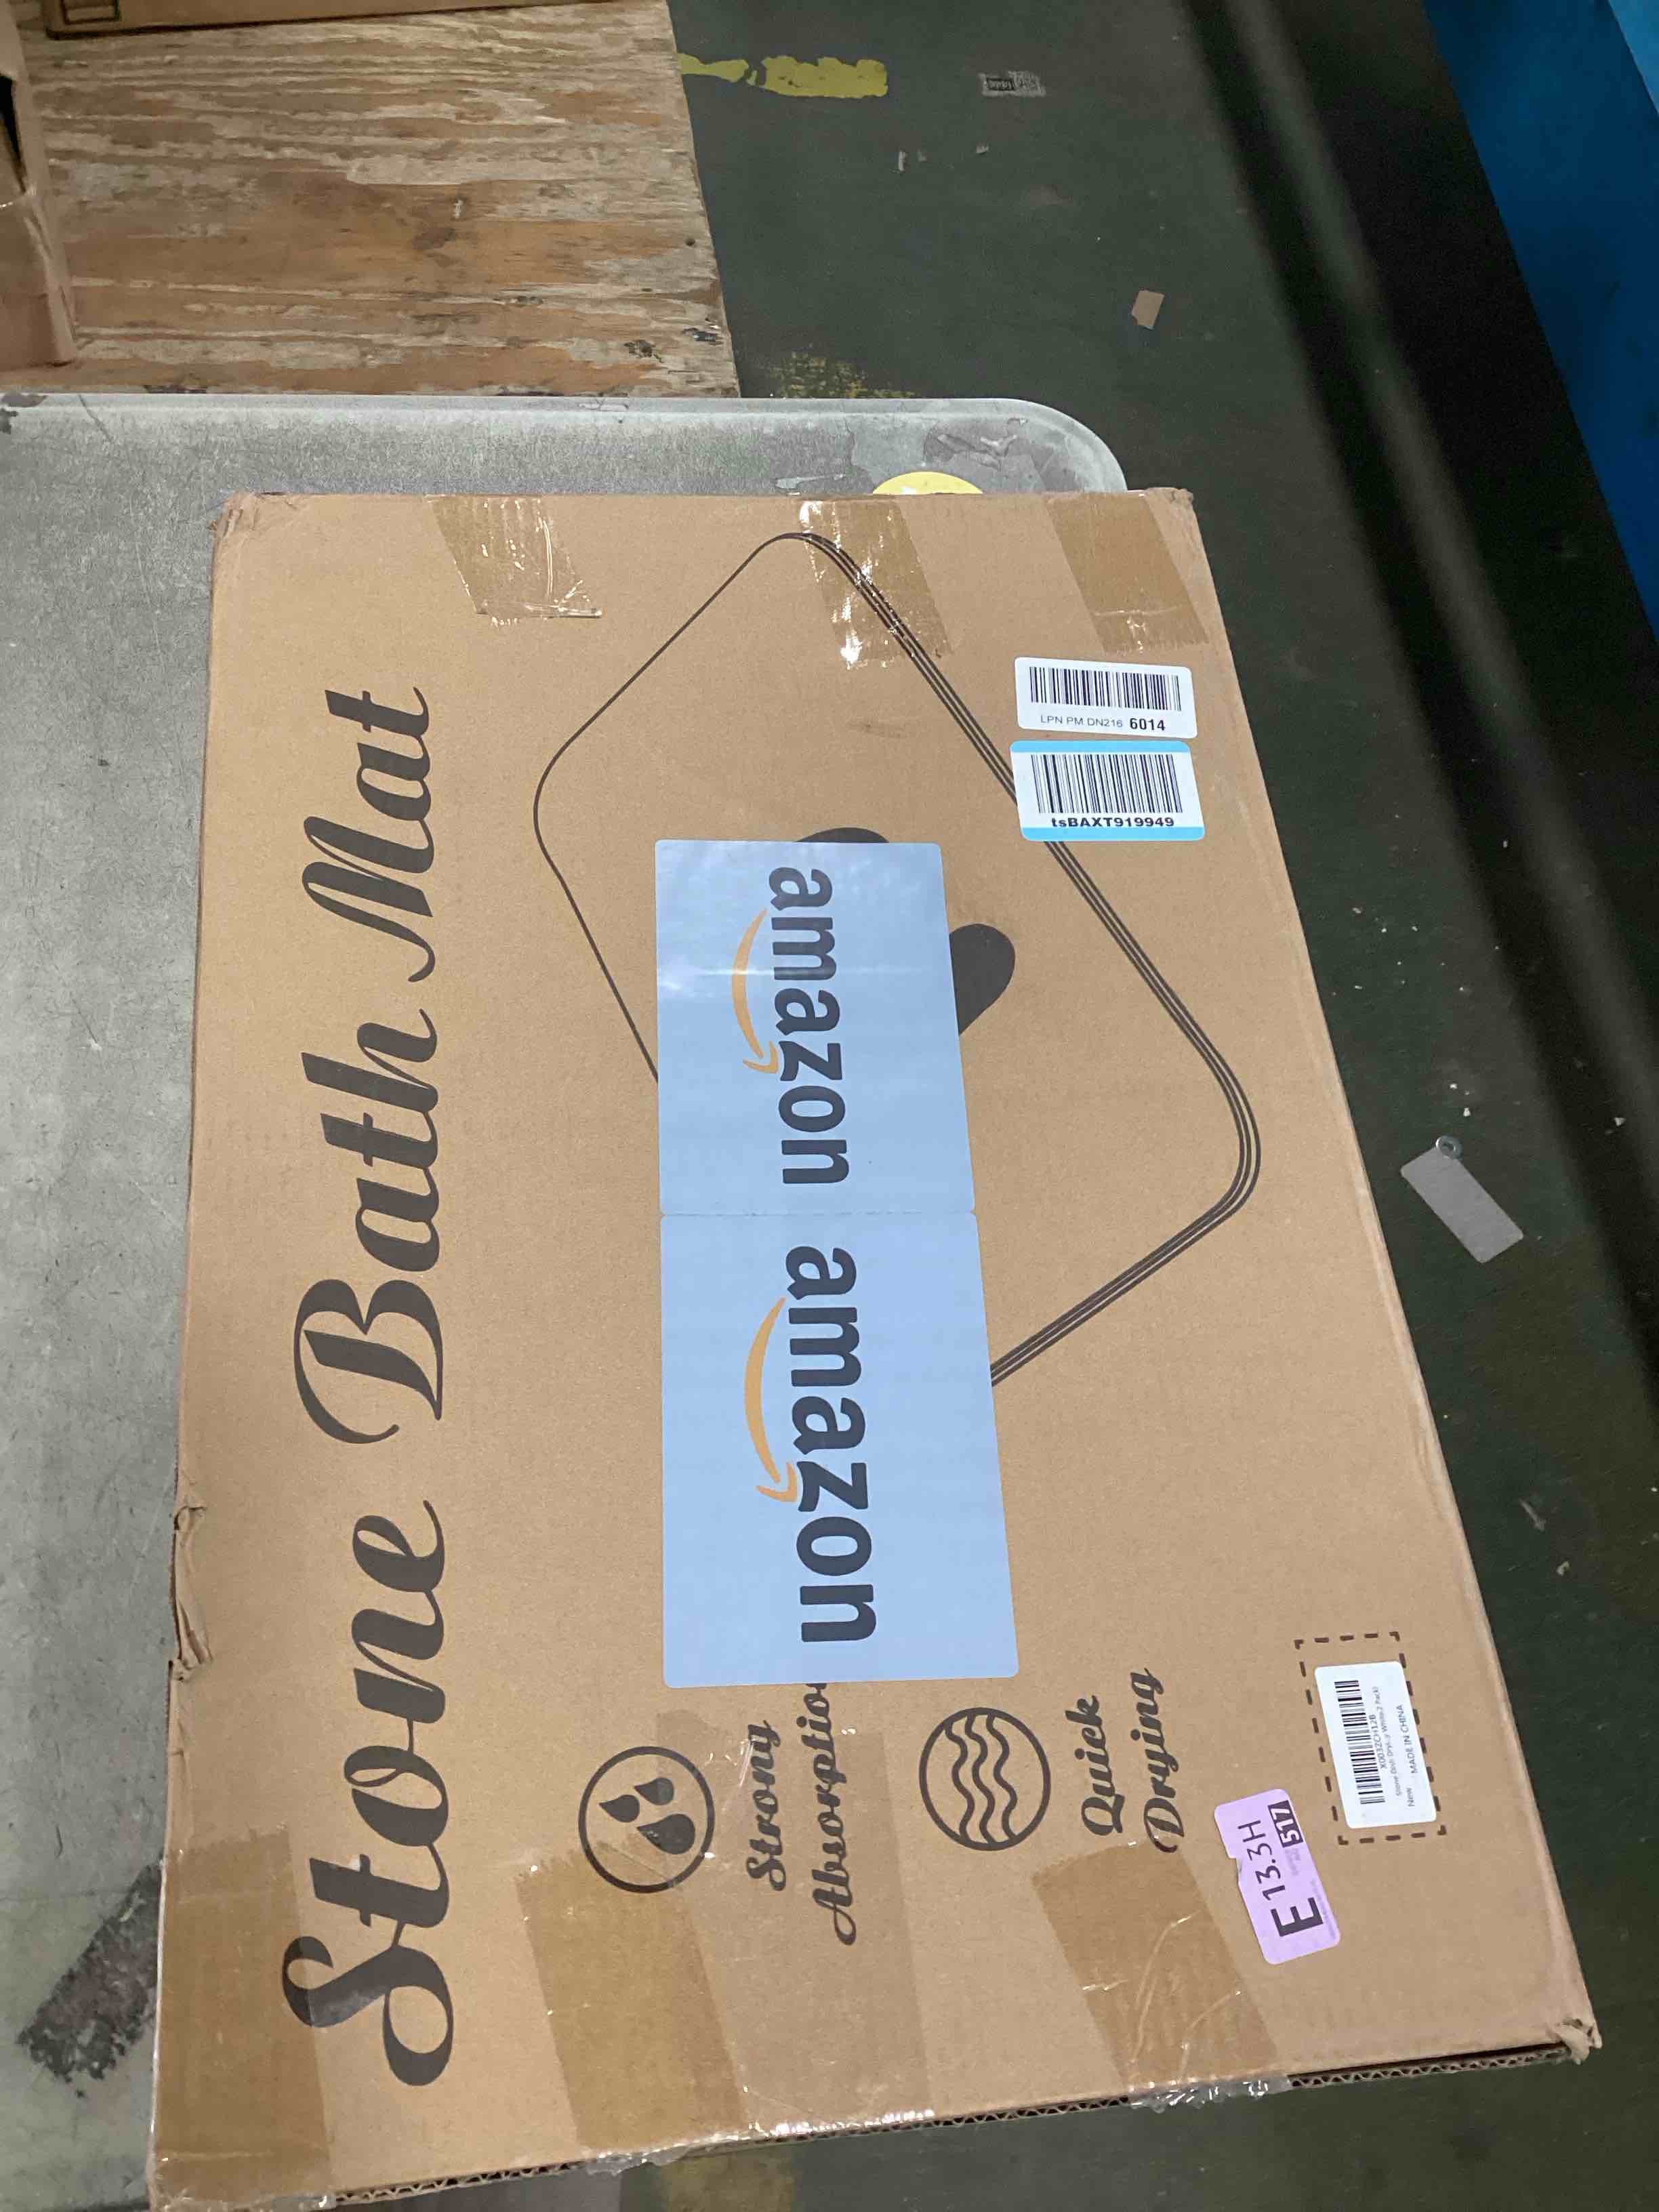 Stone Bath Mat
amazon amazon
LPN PM DN216 6014
tsBAXT919949
Strong
Absorptio
Quick
Drying
E 13.3H
517
New
MADE IN CHINA